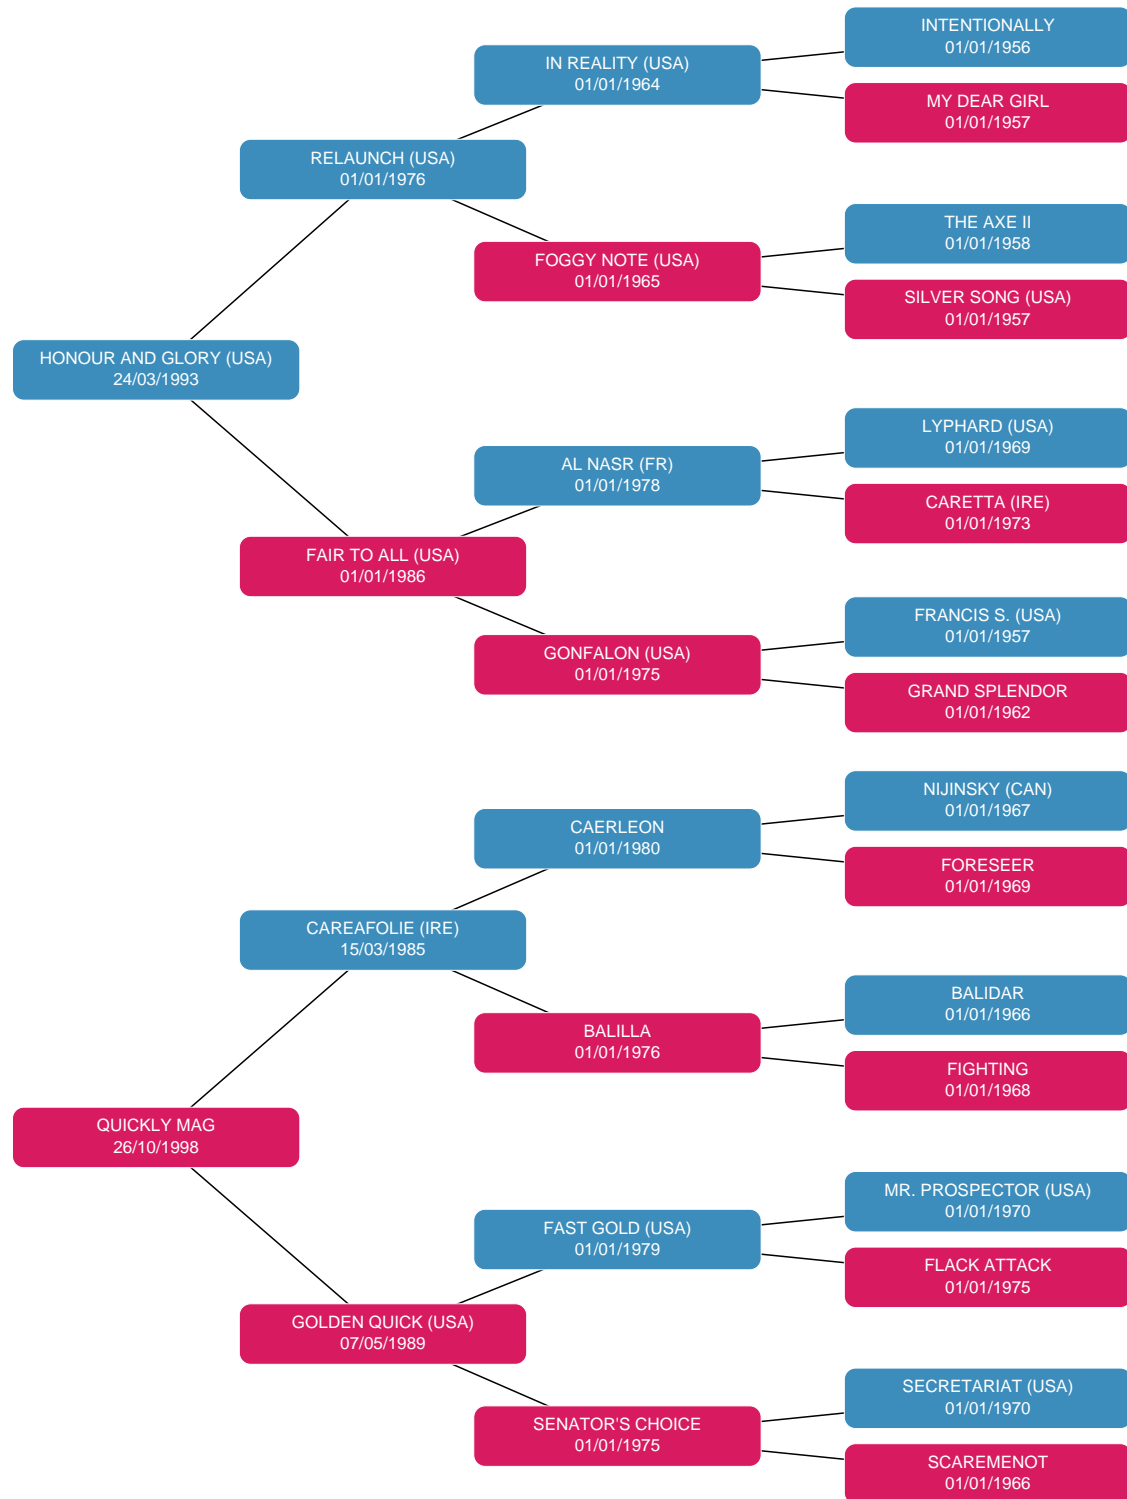 INTENTIONALLY
01/01/1956
IN REALITY (USA)
01/01/1964
MY DEAR GIRL
01/01/1957
RELAUNCH (USA)
01/01/1976
THE AXE II
01/01/1958
FOGGY NOTE (USA)
01/01/1965
SILVER SONG (USA)
01/01/1957
HONOUR AND GLORY (USA)
24/03/1993
LYPHARD (USA)
01/01/1969
AL NASR (FR)
01/01/1978
CARETTA (IRE)
01/01/1973
FAIR TO ALL (USA)
01/01/1986
FRANCIS S. (USA)
01/01/1957
GONFALON (USA)
01/01/1975
GRAND SPLENDOR
01/01/1962
NIJINSKY (CAN)
01/01/1967
CAERLEON
01/01/1980
FORESEER
01/01/1969
CAREAFOLIE (IRE)
15/03/1985
BALIDAR
01/01/1966
BALILLA
01/01/1976
FIGHTING
01/01/1968
QUICKLY MAG
26/10/1998
MR. PROSPECTOR (USA)
01/01/1970
FAST GOLD (USA)
01/01/1979
FLACK ATTACK
01/01/1975
GOLDEN QUICK (USA)
07/05/1989
SECRETARIAT (USA)
01/01/1970
SENATOR'S CHOICE
01/01/1975
SCAREMENOT
01/01/1966